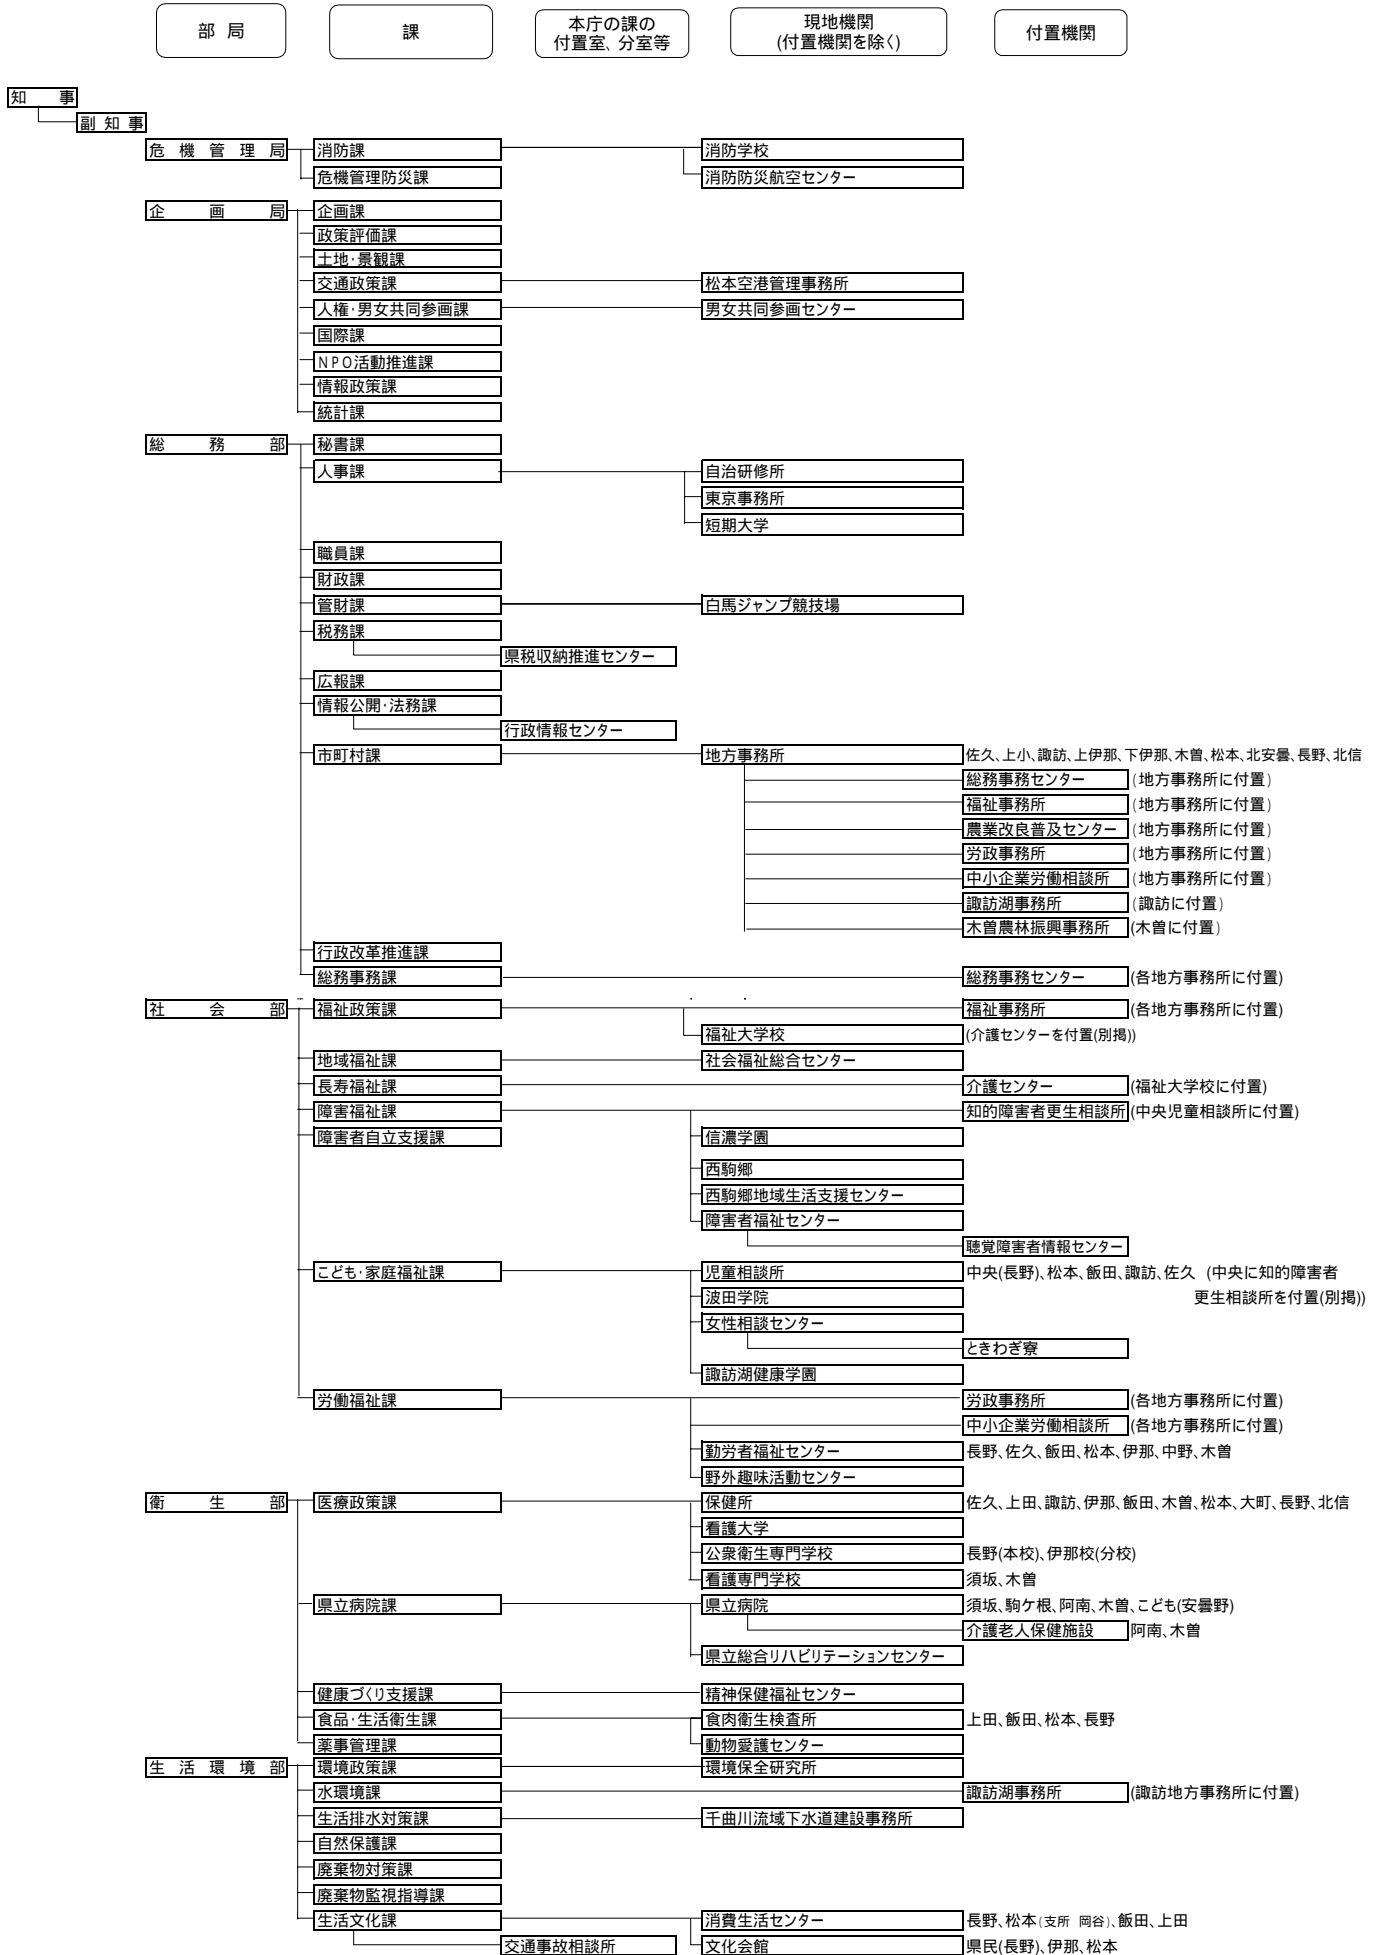 部 局
課
本庁の課の
付置室、分室等
現地機関
(付置機関を除く)
付置機関
知 事
副 知 事
危 機 管 理 局 消防課 消防学校
危機管理防災課 消防防災航空センター
企 画 局 企画課
政策評価課
土地・景観課
交通政策課 松本空港管理事務所
人権・男女共同参画課 男女共同参画センター
国際課
NPO活動推進課
情報政策課
統計課
総 務 部 秘書課
人事課 自治研修所
東京事務所
短期大学
職員課
財政課
管財課 白馬ジャンプ競技場
税務課
県税収納推進センター
広報課
情報公開・法務課
行政情報センター
市町村課 地方事務所 佐久、上小、諏訪、上伊那、下伊那、木曽、松本、北安曇、長野、北信
総務事務センター (地方事務所に付置)
福祉事務所 (地方事務所に付置)
農業改良普及センター (地方事務所に付置)
労政事務所 (地方事務所に付置)
中小企業労働相談所 (地方事務所に付置)
諏訪湖事務所 (諏訪に付置)
木曽農林振興事務所 (木曽に付置)
行政改革推進課
総務事務課 総務事務センター (各地方事務所に付置)
社 会 部 福祉政策課 福祉事務所 (各地方事務所に付置)
福祉大学校 (介護センターを付置(別掲))
地域福祉課 社会福祉総合センター
長寿福祉課 介護センター (福祉大学校に付置)
障害福祉課 知的障害者更生相談所 (中央児童相談所に付置)
障害者自立支援課 信濃学園
西駒郷
西駒郷地域生活支援センター
障害者福祉センター
聴覚障害者情報センター
こども・家庭福祉課 児童相談所 中央(長野)、松本、飯田、諏訪、佐久 (中央に知的障害者
波田学院 更生相談所を付置(別掲))
女性相談センター
ときわぎ寮
諏訪湖健康学園
労働福祉課 労政事務所 (各地方事務所に付置)
中小企業労働相談所 (各地方事務所に付置)
勤労者福祉センター 長野、佐久、飯田、松本、伊那、中野、木曽
野外趣味活動センター
衛 生 部 医療政策課 保健所 佐久、上田、諏訪、伊那、飯田、木曽、松本、大町、長野、北信
看護大学
公衆衛生専門学校 長野(本校)、伊那校(分校)
看護専門学校 須坂、木曽
県立病院課 県立病院 須坂、駒ケ根、阿南、木曽、こども(安曇野)
介護老人保健施設 阿南、木曽
県立総合リハビリテーションセンター
健康づくり支援課 精神保健福祉センター
食品・生活衛生課 食肉衛生検査所 上田、飯田、松本、長野
薬事管理課 動物愛護センター
生 活 環 境 部 環境政策課 環境保全研究所
水環境課 諏訪湖事務所 (諏訪地方事務所に付置)
生活排水対策課 千曲川流域下水道建設事務所
自然保護課
廃棄物対策課
廃棄物監視指導課
生活文化課 消費生活センター 長野、松本(支所 岡谷)、飯田、上田
交通事故相談所 文化会館 県民(長野)、伊那、松本